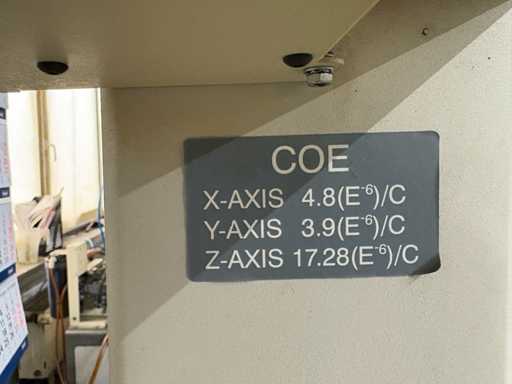 COE
X-AXIS 4.8(E⁻⁶)/C
Y-AXIS 3.9(E⁻⁶)/C
Z-AXIS 17.28(E⁻⁶)/C